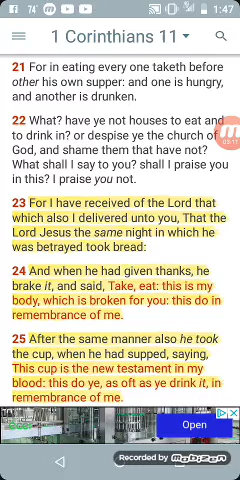 74°
1:47
1 Corinthians 11
21 For in eating every one taketh before
other his own supper: and one is hungry,
and another is drunken.
22 What? have ye not houses to eat and
to drink in? or despise ye the church of
God, and shame them that have not?
What shall I say to you? shall I praise you
in this? I praise you not.
03:11
23 For I have received of the Lord that
which also I delivered unto you, That the
Lord Jesus the same night in which he
was betrayed took bread:
24 And when he had given thanks, he
brake it, and said, Take, eat: this is my
body, which is broken for you: this do in
remembrance of me.
25 After the same manner also he took
the cup, when he had supped, saying,
This cup is the new testament in my
blood: this do ye, as oft as ye drink it, in
remembrance of me.
Open
Recorded by mobizen